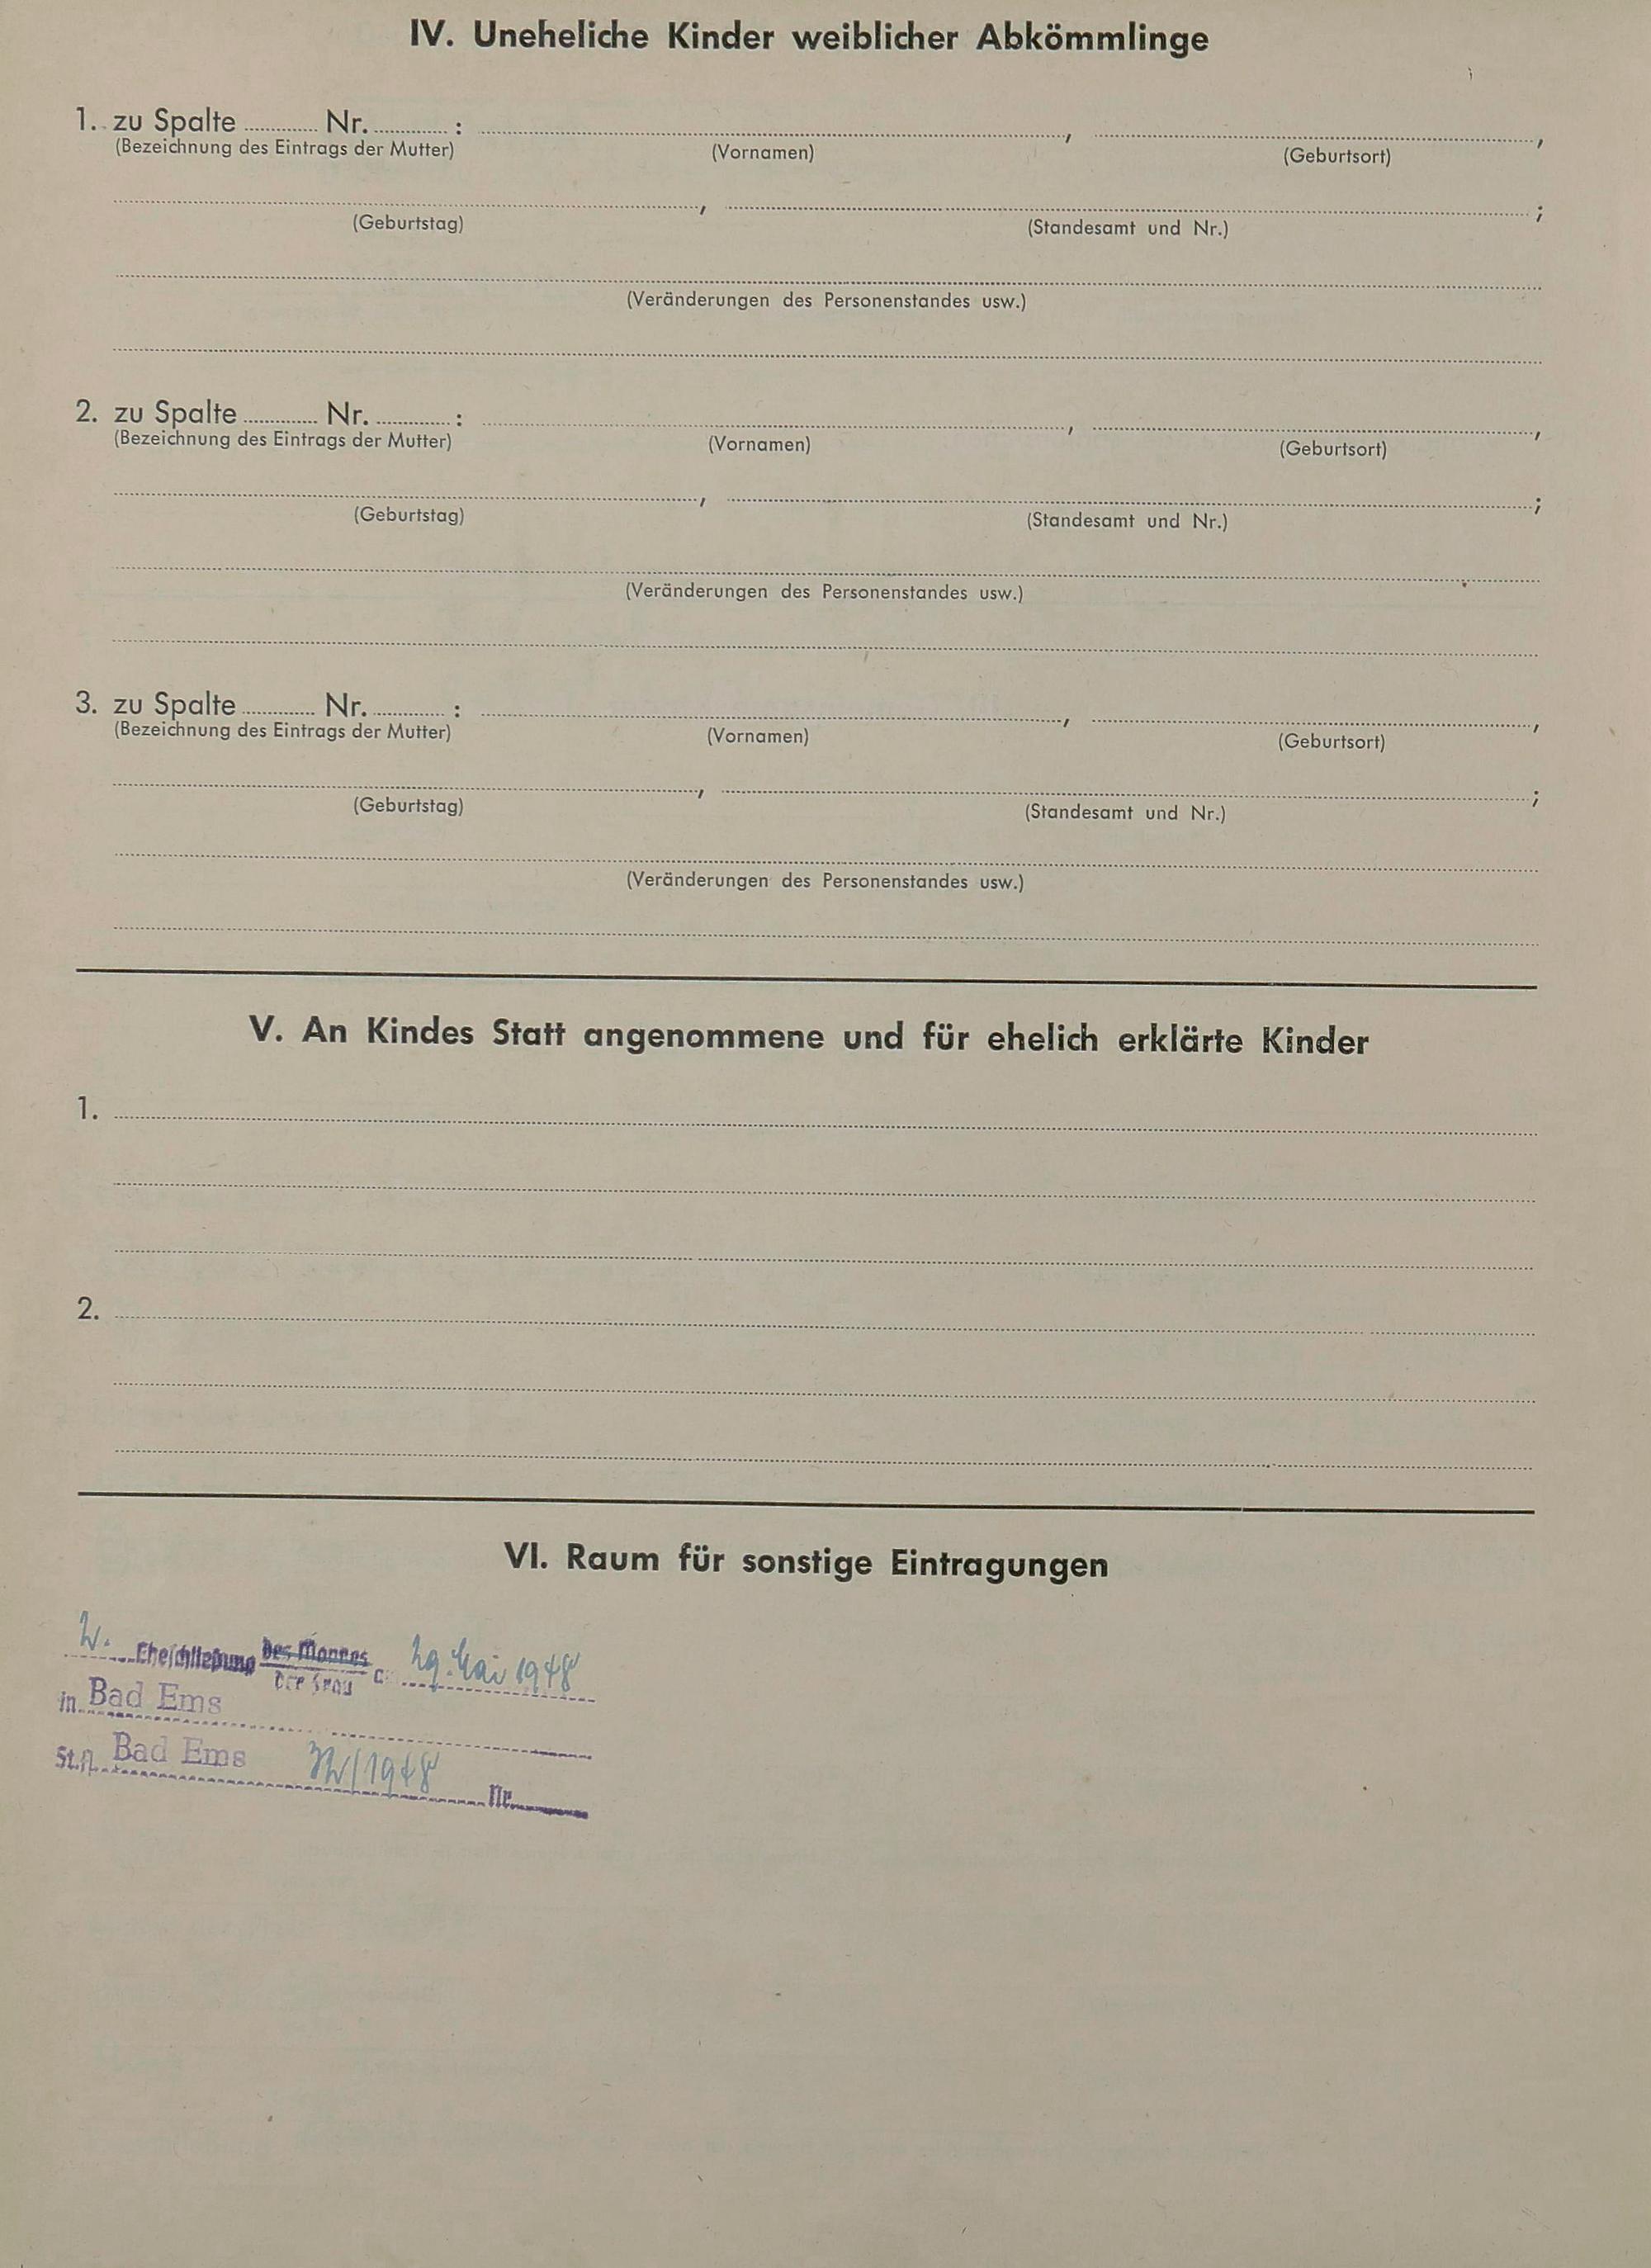 IV. Uneheliche Kinder weiblicher Abkömmlinge
1. zu Spalte ............ Nr. ............ : ............ , ............ ,
(Bezeichnung des Eintrags der Mutter) (Vornamen) (Geburtsort)
............ , ............ ;
(Geburtstag) (Standesamt und Nr.)
(Veränderungen des Personenstandes usw.)
2. zu Spalte ............ Nr. ............ : ............ , ............ ,
(Bezeichnung des Eintrags der Mutter) (Vornamen) (Geburtsort)
............ , ............ ;
(Geburtstag) (Standesamt und Nr.)
(Veränderungen des Personenstandes usw.)
3. zu Spalte ............ Nr. ............ : ............ , ............ ,
(Bezeichnung des Eintrags der Mutter) (Vornamen) (Geburtsort)
............ , ............ ;
(Geburtstag) (Standesamt und Nr.)
(Veränderungen des Personenstandes usw.)
V. An Kindes Statt angenommene und für ehelich erklärte Kinder
1.
2.
VI. Raum für sonstige Eintragungen
2. Eheschließung des Mannes 29. Mai 1948
der Frau
in Bad Ems
St.A. Bad Ems /1948 Nr.